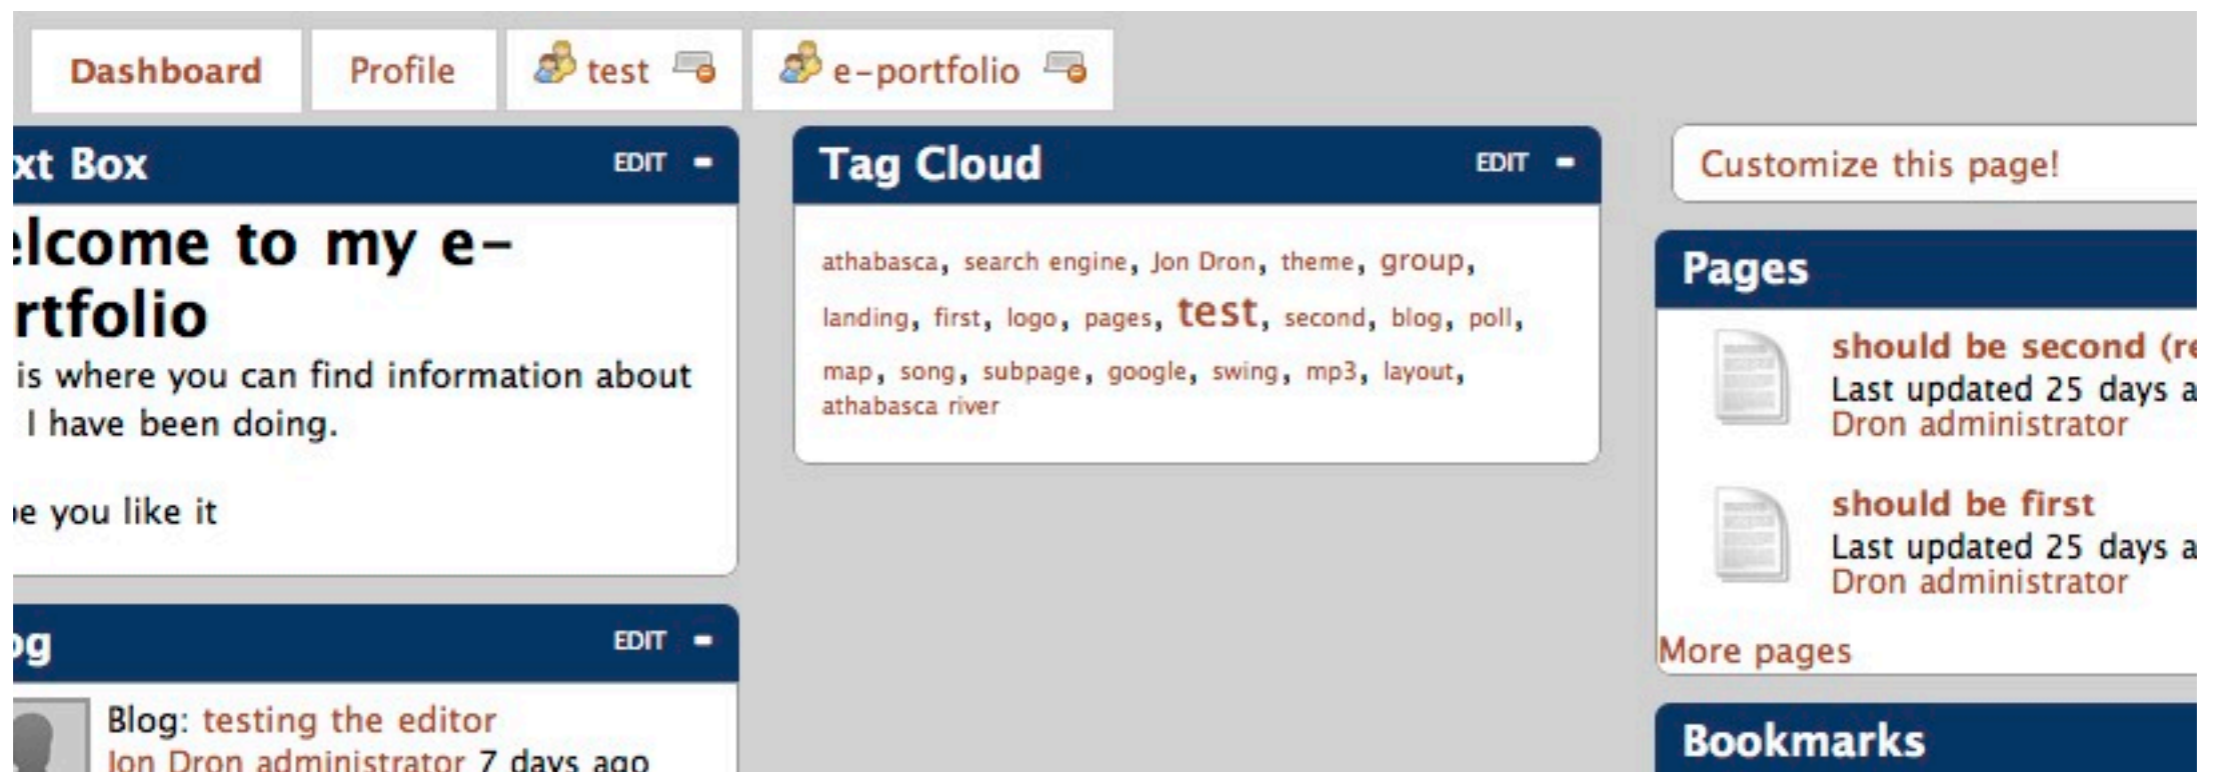 Dashboard Profile test e-portfolio
xt Box EDIT -
elcome to my e-
rtfolio
is where you can find information about
I have been doing.
e you like it
og EDIT -
Blog: testing the editor
Jon Dron administrator 7 days ago
Tag Cloud EDIT -
athabasca, search engine, Jon Dron, theme, group,
landing, first, logo, pages, test, second, blog, poll,
map, song, subpage, google, swing, mp3, layout,
athabasca river
Customize this page!
Pages
should be second (re
Last updated 25 days a
Dron administrator
should be first
Last updated 25 days a
Dron administrator
More pages
Bookmarks